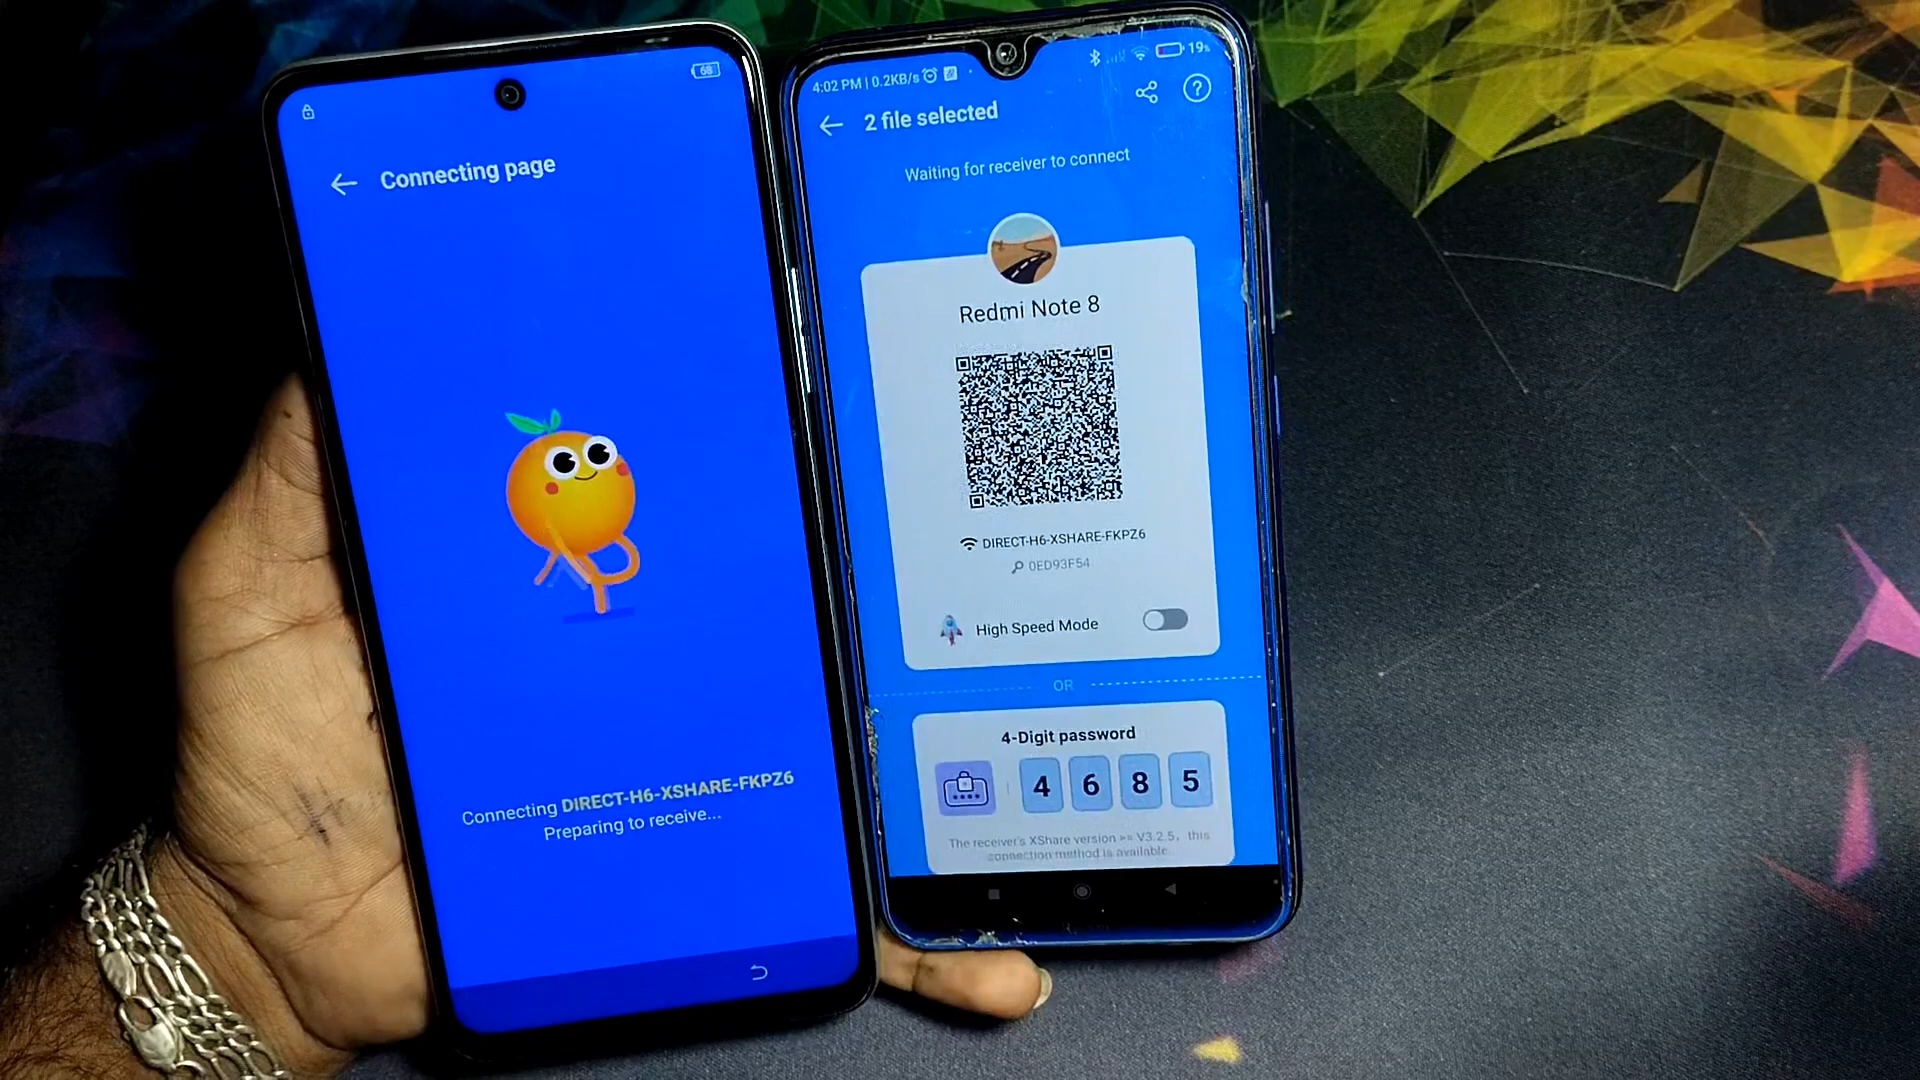 68
Connecting page
Connecting DIRECT-H6-XSHARE-FKPZ6
Preparing to receive...
4:02 PM | 0.2KB/s
19%
2 file selected
Waiting for receiver to connect
Redmi Note 8
DIRECT-H6-XSHARE-FKPZ6
0ED93F54
High Speed Mode
OR
4-Digit password
4 6 8 5
The receiver's XShare version >= V3.2.5, this
connection method is available.